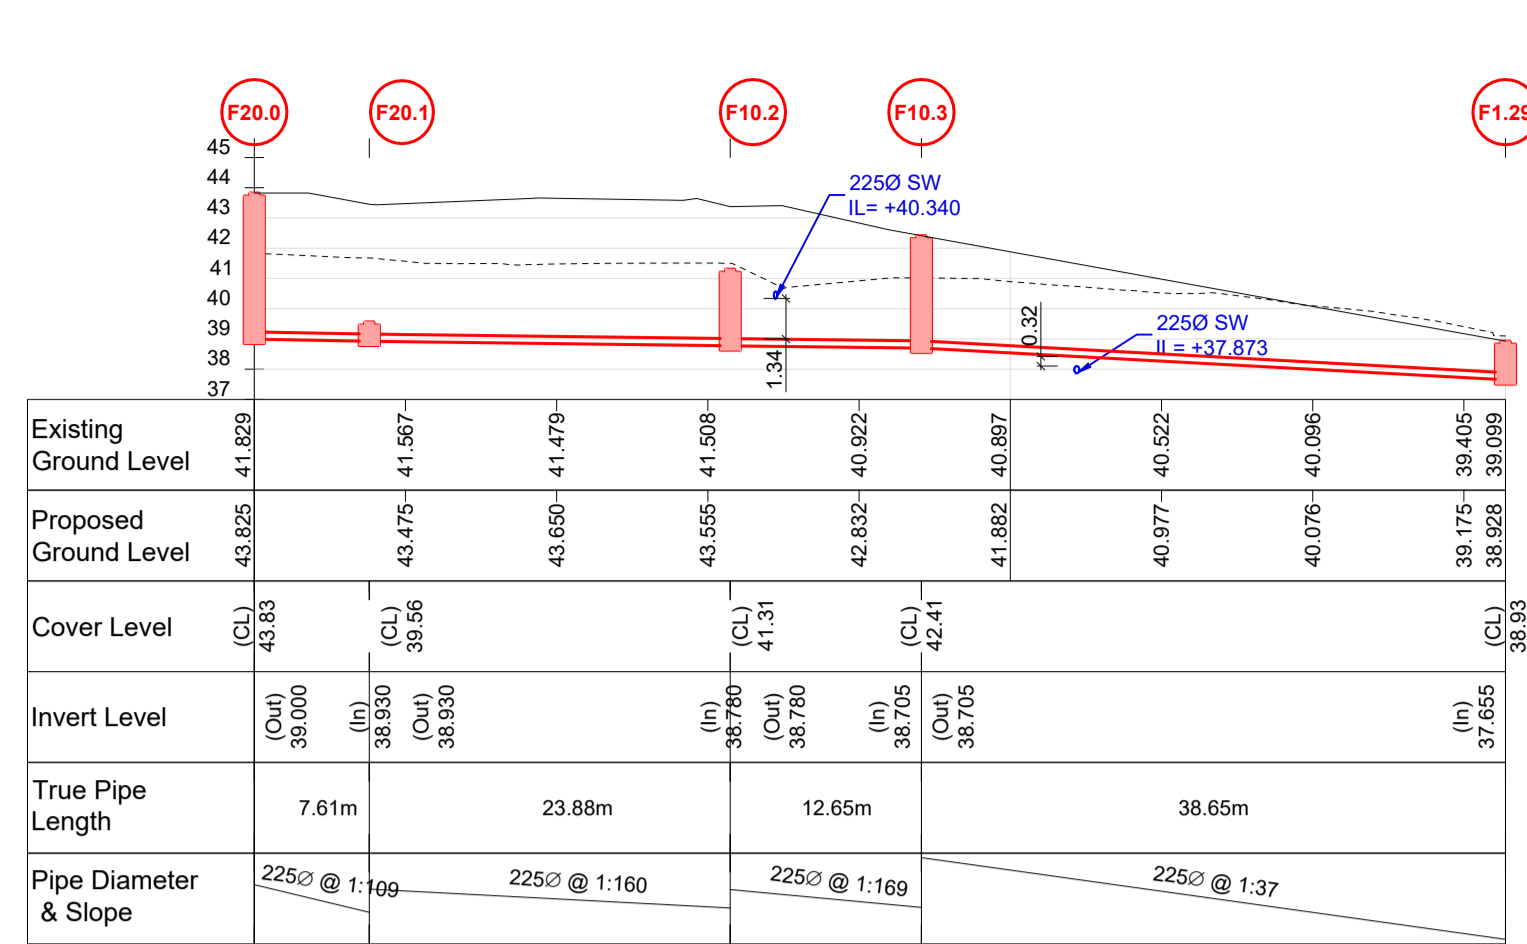 F20.0
F20.1
F10.2
F10.3
F1.29
45
44
43
42
41
40
39
38
37
225Ø SW
IL= +40.340
1.34
0.32
225Ø SW
IL = +37.873
Existing
Ground Level
41.829
41.567
41.479
41.508
40.922
40.897
40.522
40.096
39.405
39.099
Proposed
Ground Level
43.825
43.475
43.650
43.555
42.832
41.882
40.977
40.076
39.175
38.928
Cover Level
(CL)
43.83
(CL)
39.56
(CL)
41.31
(CL)
42.41
(CL)
38.93
Invert Level
(Out)
39.000
(In)
38.930
(Out)
38.930
(In)
38.780
(Out)
38.780
(In)
38.705
(Out)
38.705
(In)
37.655
True Pipe
Length
7.61m
23.88m
12.65m
38.65m
Pipe Diameter
& Slope
225∅ @ 1:109
225∅ @ 1:160
225∅ @ 1:169
225∅ @ 1:37